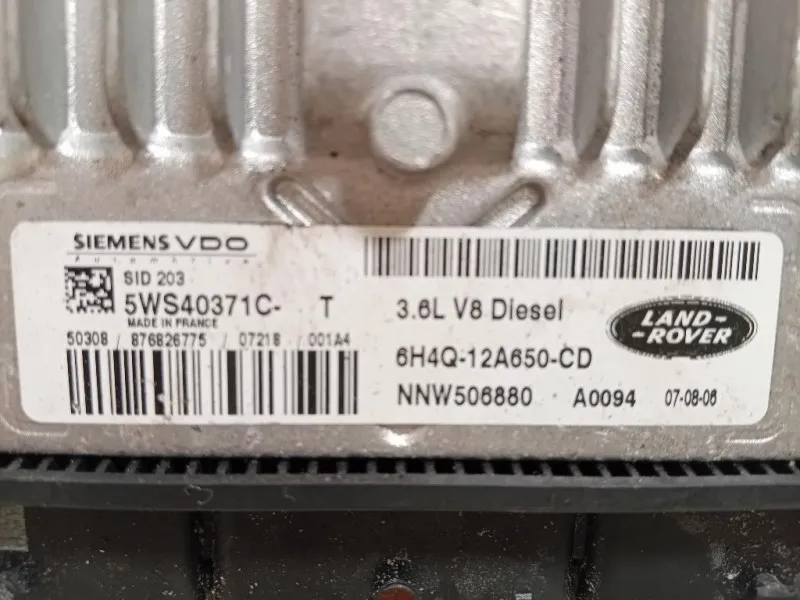 SIEMENS VDO
Automotive
SID 203
5WS40371C- T
MADE IN FRANCE
50308 / 876826775 / 07218 / 001A4
3.6L V8 Diesel
LAND-
-ROVER
6H4Q-12A650-CD
NNW506880 A0094 07-08-06